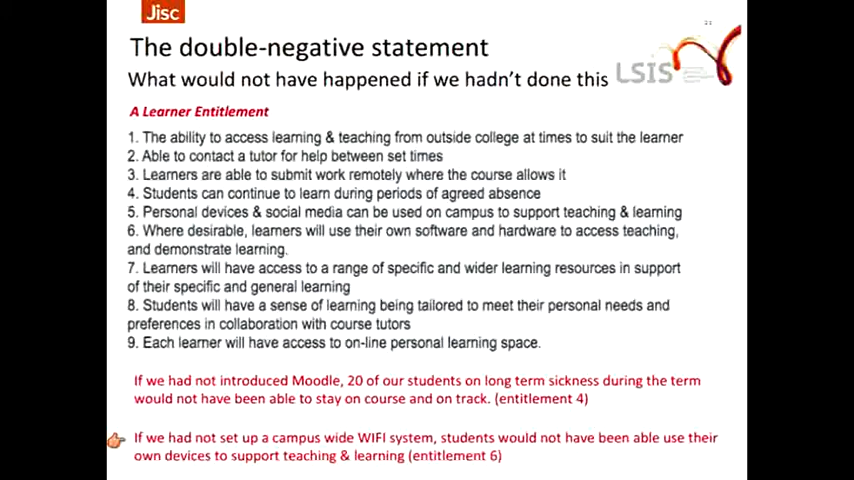 Jisc
The double-negative statement
What would not have happened if we hadn't done this
LSIS
A Learner Entitlement
1. The ability to access learning & teaching from outside college at times to suit the learner
2. Able to contact a tutor for help between set times
3. Learners are able to submit work remotely where the course allows it
4. Students can continue to learn during periods of agreed absence
5. Personal devices & social media can be used on campus to support teaching & learning
6. Where desirable, learners will use their own software and hardware to access teaching,
and demonstrate learning.
7. Learners will have access to a range of specific and wider learning resources in support
of their specific and general learning
8. Students will have a sense of learning being tailored to meet their personal needs and
preferences in collaboration with course tutors
9. Each learner will have access to on-line personal learning space.
If we had not introduced Moodle, 20 of our students on long term sickness during the term
would not have been able to stay on course and on track. (entitlement 4)
If we had not set up a campus wide WIFI system, students would not have been able use their
own devices to support teaching & learning (entitlement 6)